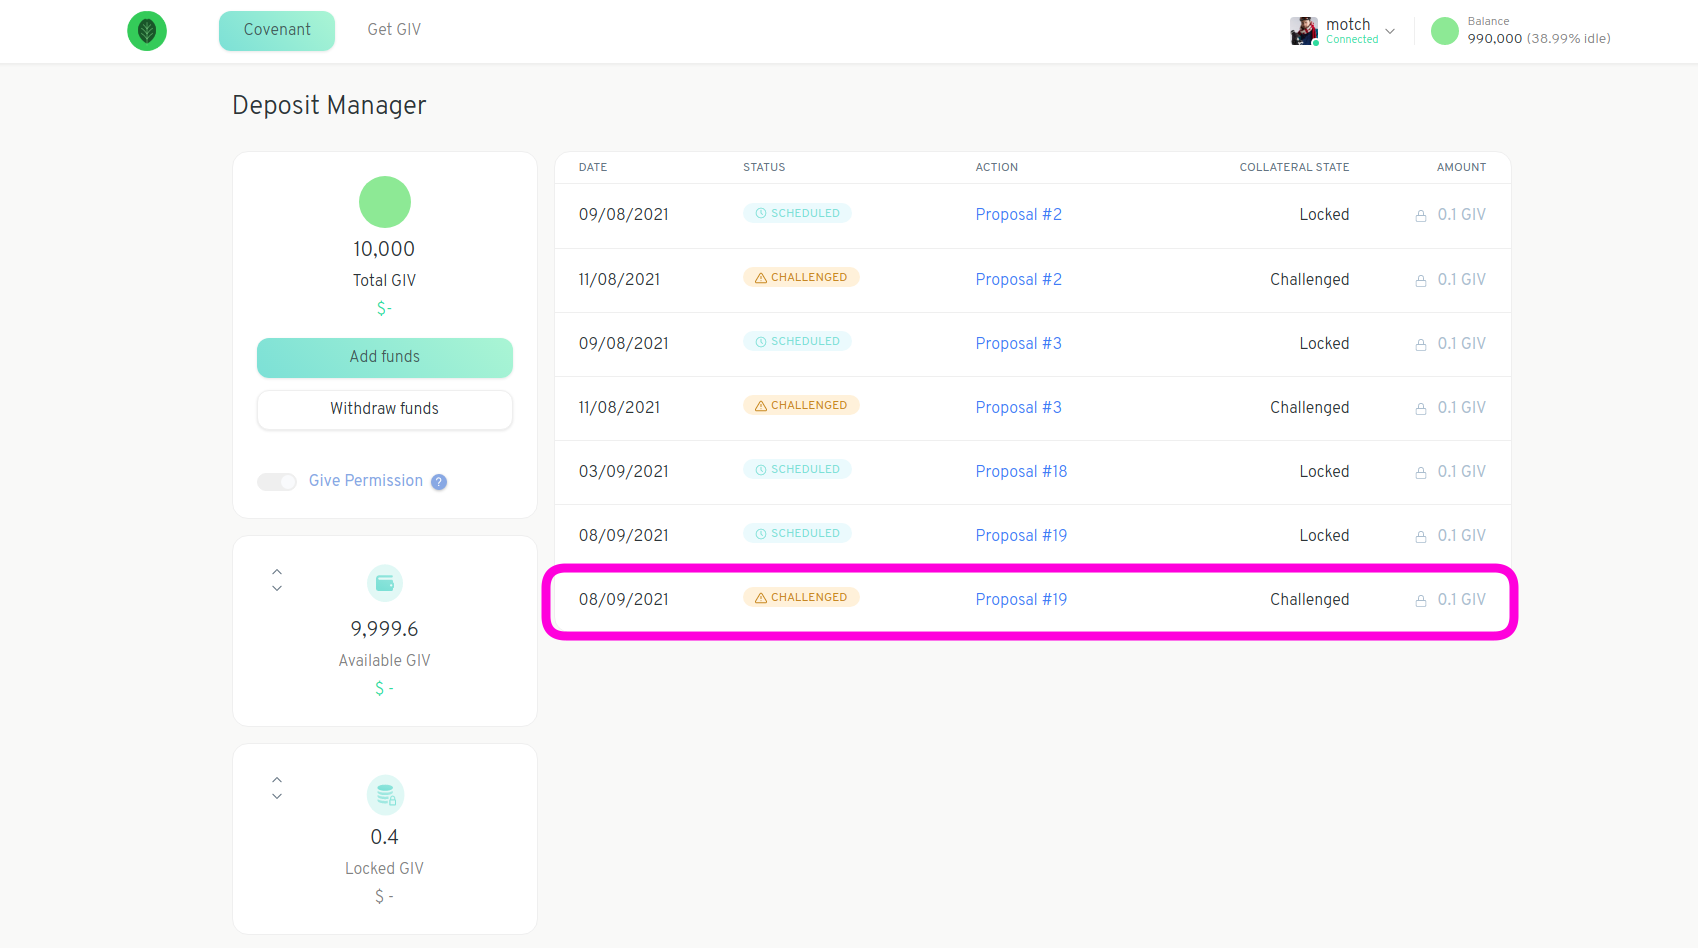 Covenant
Get GIV
motch
Connected
Balance
990,000 (38.99% idle)
Deposit Manager
10,000
Total GIV
$-
Add funds
Withdraw funds
Give Permission ?
9,999.6
Available GIV
$ -
0.4
Locked GIV
$ -
DATE STATUS ACTION COLLATERAL STATE AMOUNT
09/08/2021 SCHEDULED Proposal #2 Locked 0.1 GIV
11/08/2021 CHALLENGED Proposal #2 Challenged 0.1 GIV
09/08/2021 SCHEDULED Proposal #3 Locked 0.1 GIV
11/08/2021 CHALLENGED Proposal #3 Challenged 0.1 GIV
03/09/2021 SCHEDULED Proposal #18 Locked 0.1 GIV
08/09/2021 SCHEDULED Proposal #19 Locked 0.1 GIV
08/09/2021 CHALLENGED Proposal #19 Challenged 0.1 GIV